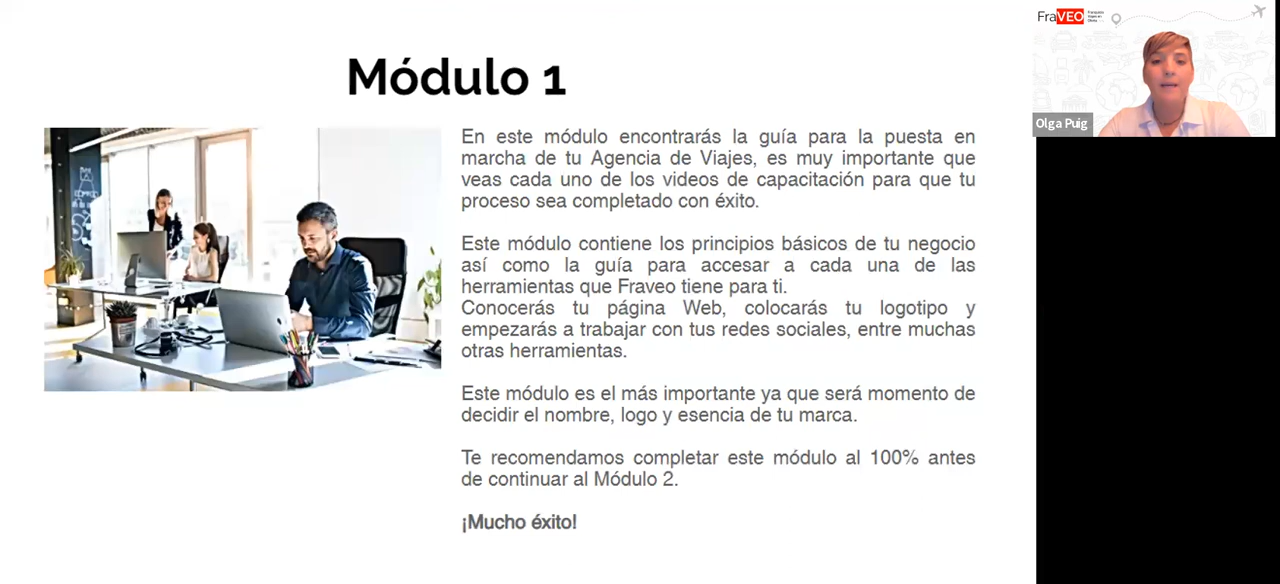 Módulo 1
En este módulo encontrarás la guía para la puesta en
marcha de tu Agencia de Viajes, es muy importante que
veas cada uno de los videos de capacitación para que tu
proceso sea completado con éxito.
Este módulo contiene los principios básicos de tu negocio
así como la guía para accesar a cada una de las
herramientas que Fraveo tiene para ti.
Conocerás tu página Web, colocarás tu logotipo y
empezarás a trabajar con tus redes sociales, entre muchas
otras herramientas.
Este módulo es el más importante ya que será momento de
decidir el nombre, logo y esencia de tu marca.
Te recomendamos completar este módulo al 100% antes
de continuar al Módulo 2.
¡Mucho éxito!
FraVEO
Olga Puig